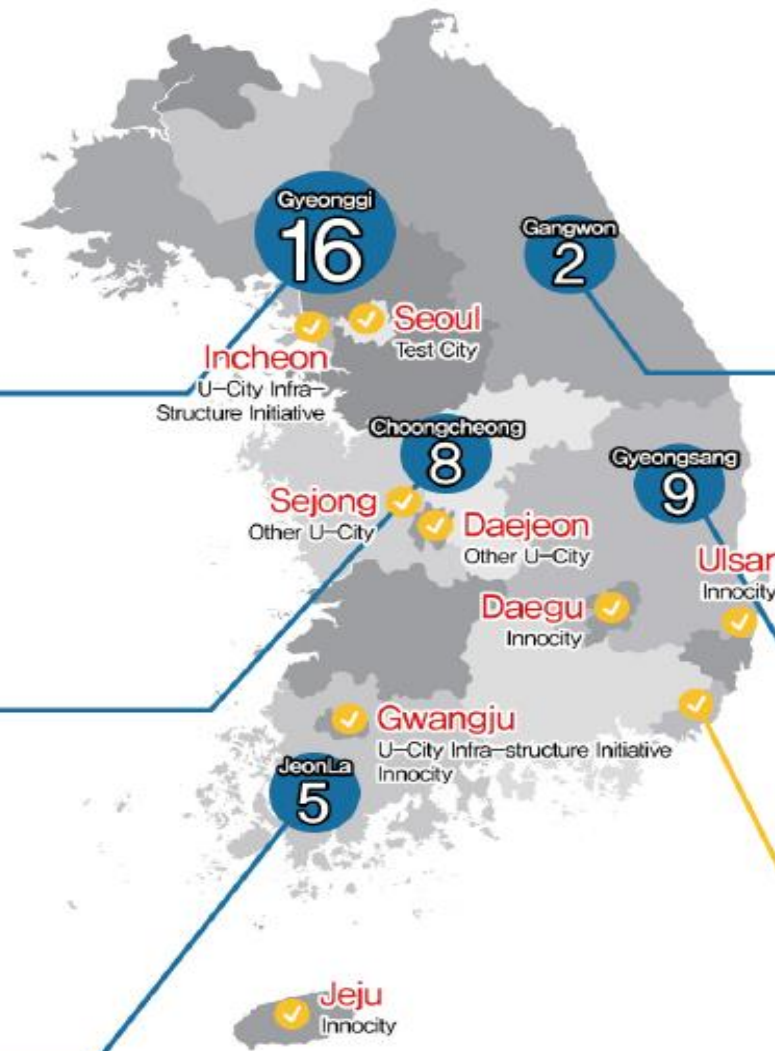 Gyeonggi
16
Gangwon
2
Seoul
Test City
Incheon
U-City Infra-
Structure Initiative
Choongcheong
8
Gyeongsang
9
Sejong
Other U-City
Daejeon
Other U-City
Ulsan
Innocity
Daegu
Innocity
Gwangju
U-City Infra-structure Initiative
Innocity
JeonLa
5
Jeju
Innocity